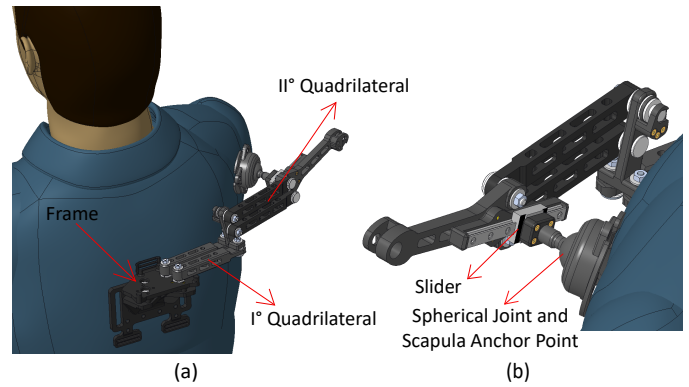 II° Quadrilateral
Frame
I° Quadrilateral
(a)
Slider
Spherical Joint and
Scapula Anchor Point
(b)